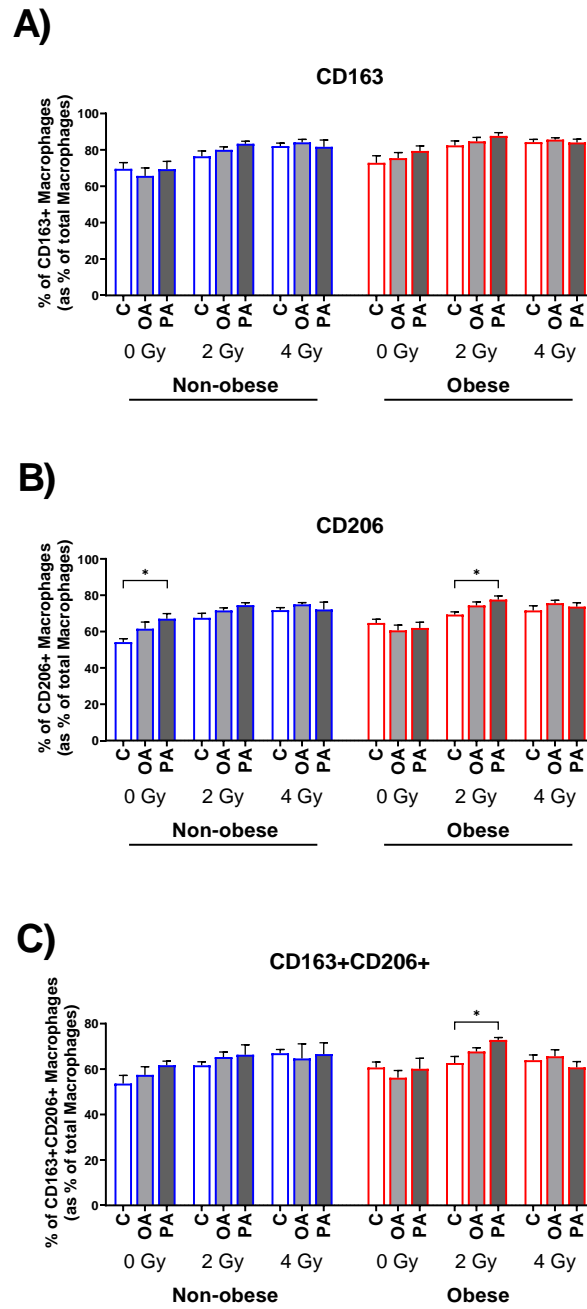 A)
CD163
% of CD163+ Macrophages
(as % of total Macrophages)
100
80
60
40
20
0
C OA PA C OA PA C OA PA C OA PA C OA PA C OA PA
0 Gy 2 Gy 4 Gy 0 Gy 2 Gy 4 Gy
Non-obese Obese
B)
CD206
% of CD206+ Macrophages
(as % of total Macrophages)
100
80
60
40
20
0
* *
C OA PA C OA PA C OA PA C OA PA C OA PA C OA PA
0 Gy 2 Gy 4 Gy 0 Gy 2 Gy 4 Gy
Non-obese Obese
C)
CD163+CD206+
% of CD163+CD206+ Macrophages
(as % of total Macrophages)
80
60
40
20
0
*
C OA PA C OA PA C OA PA C OA PA C OA PA C OA PA
0 Gy 2 Gy 4 Gy 0 Gy 2 Gy 4 Gy
Non-obese Obese